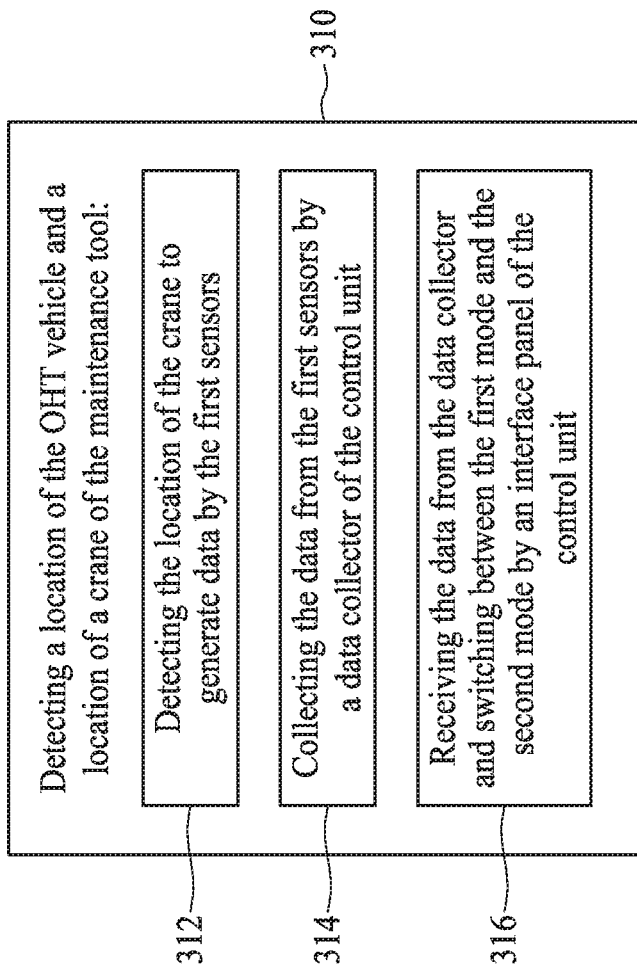 310
Detecting a location of the OHT vehicle and a
location of a crane of the maintenance tool:
312
Detecting the location of the crane to
generate data by the first sensors
314
Collecting the data from the first sensors by
a data collector of the control unit
316
Receiving the data from the data collector
and switching between the first mode and the
second mode by an interface panel of the
control unit